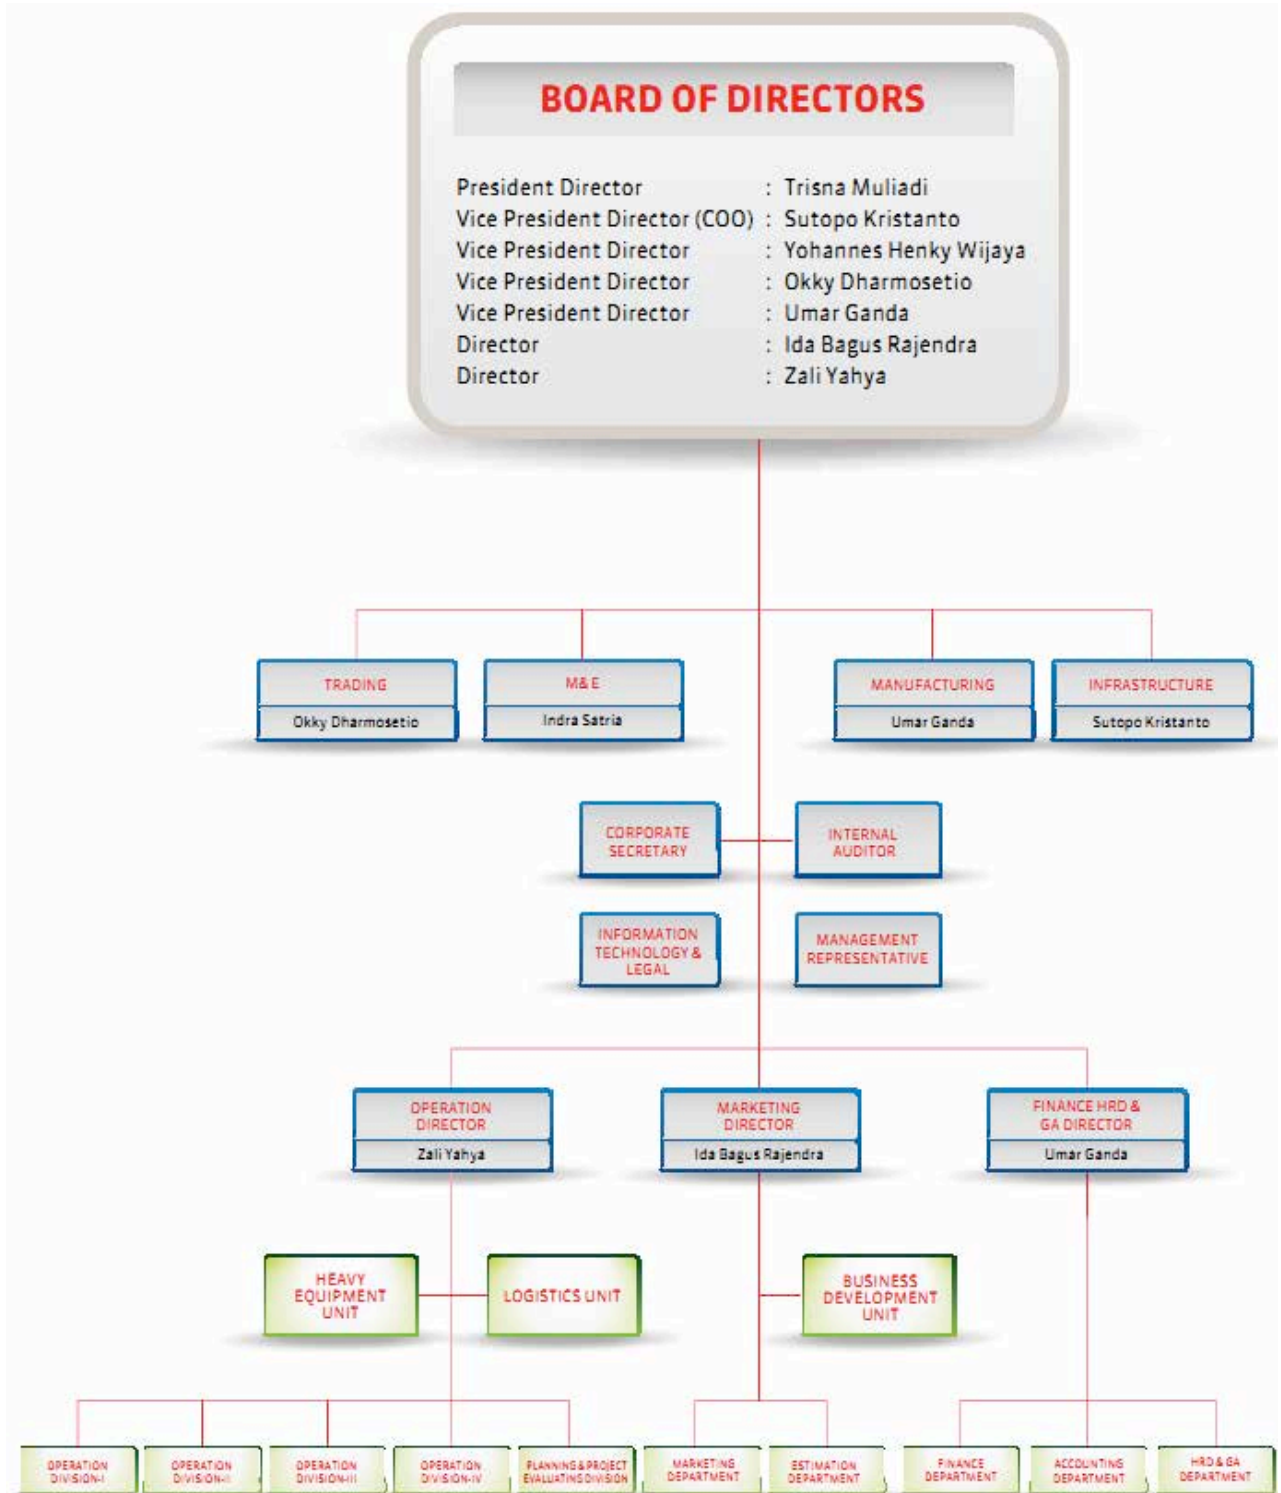 BOARD OF DIRECTORS
President Director : Trisna Muliadi
Vice President Director (COO) : Sutopo Kristanto
Vice President Director : Yohannes Henky Wijaya
Vice President Director : Okky Dharmosetio
Vice President Director : Umar Ganda
Director : Ida Bagus Rajendra
Director : Zali Yahya
TRADING
Okky Dharmosetio
M& E
Indra Satria
MANUFACTURING
Umar Ganda
INFRASTRUCTURE
Sutopo Kristanto
CORPORATE
SECRETARY
INTERNAL
AUDITOR
INFORMATION
TECHNOLOGY &
LEGAL
MANAGEMENT
REPRESENTATIVE
OPERATION
DIRECTOR
Zali Yahya
MARKETING
DIRECTOR
Ida Bagus Rajendra
FINANCE HRD &
GA DIRECTOR
Umar Ganda
HEAVY
EQUIPMENT
UNIT
LOGISTICS UNIT
BUSINESS
DEVELOPMENT
UNIT
OPERATION
DIVISION-I
OPERATION
DIVISION-II
OPERATION
DIVISION-III
OPERATION
DIVISION-IV
PLANNING & PROJECT
EVALUATING DIVISION
MARKETING
DEPARTMENT
ESTIMATION
DEPARTMENT
FINANCE
DEPARTMENT
ACCOUNTING
DEPARTMENT
HRD & GA
DEPARTMENT